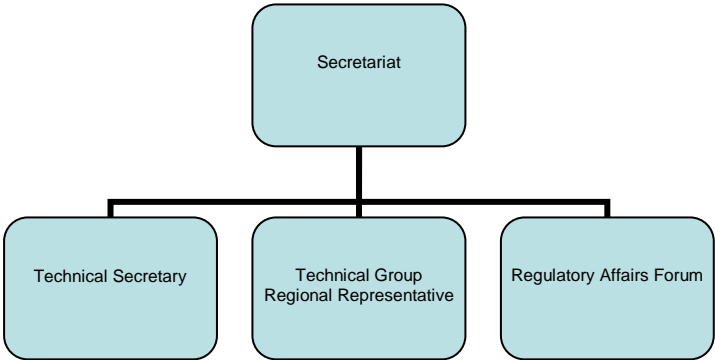 Secretariat
Technical Secretary
Technical Group
Regional Representative
Regulatory Affairs Forum